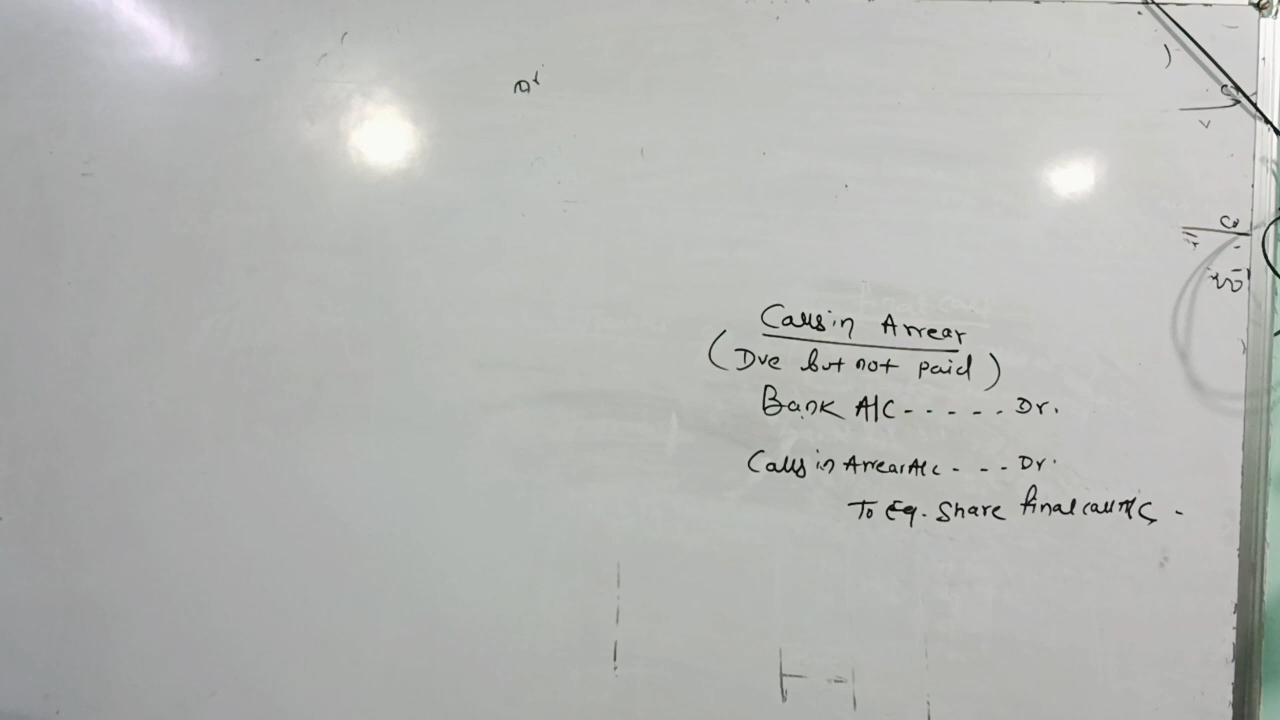 Calls in Arrear
(Due but not paid)
Bank A/C - - - - - Dr.
Calls in Arrear A/c - - - Dr.
To Eq. Share final call A/C -